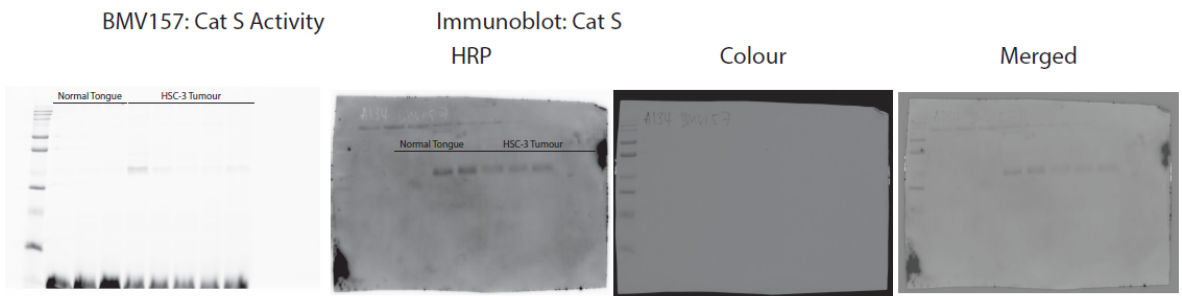 BMV157: Cat S Activity
Immunoblot: Cat S
HRP
Colour
Merged
Normal Tongue
HSC-3 Tumour
Normal Tongue
HSC-3 Tumour